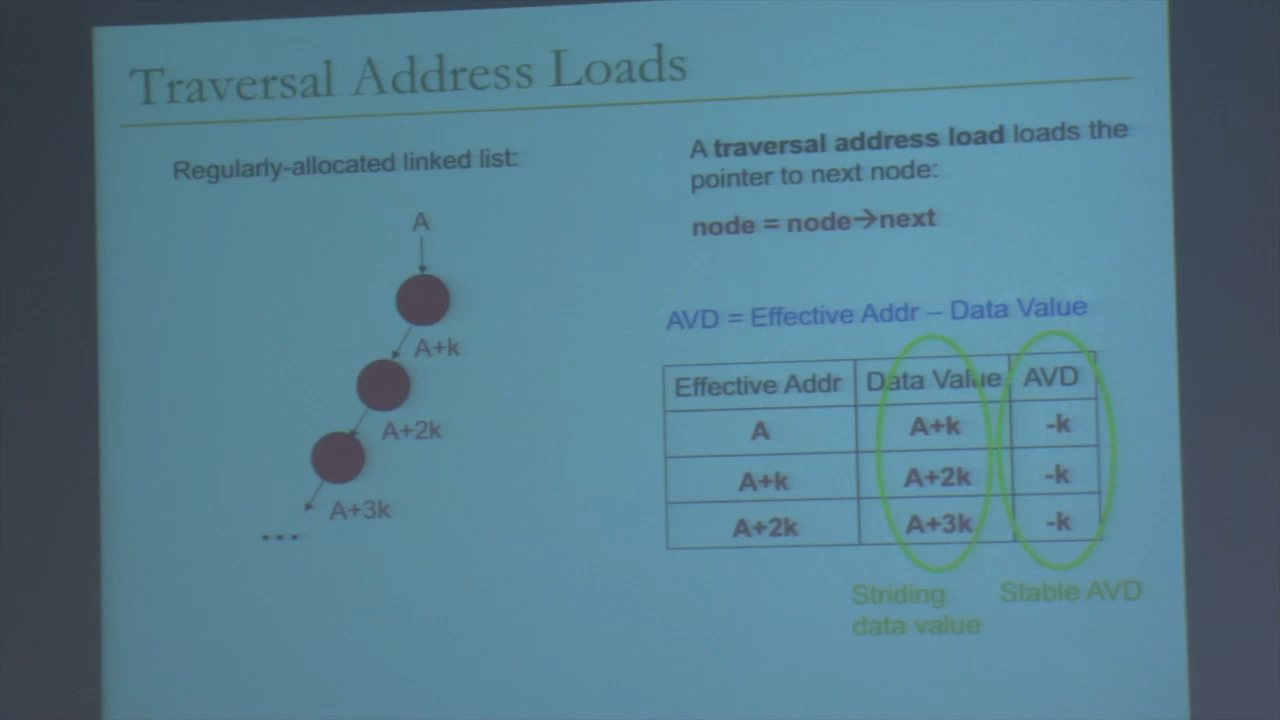 Traversal Address Loads
Regularly-allocated linked list:
A
A+k
A+2k
A+3k
...
A traversal address load loads the
pointer to next node:
node = node→next
AVD = Effective Addr – Data Value
Effective Addr Data Value AVD
A A+k -k
A+k A+2k -k
A+2k A+3k -k
Striding Stable AVD
data value